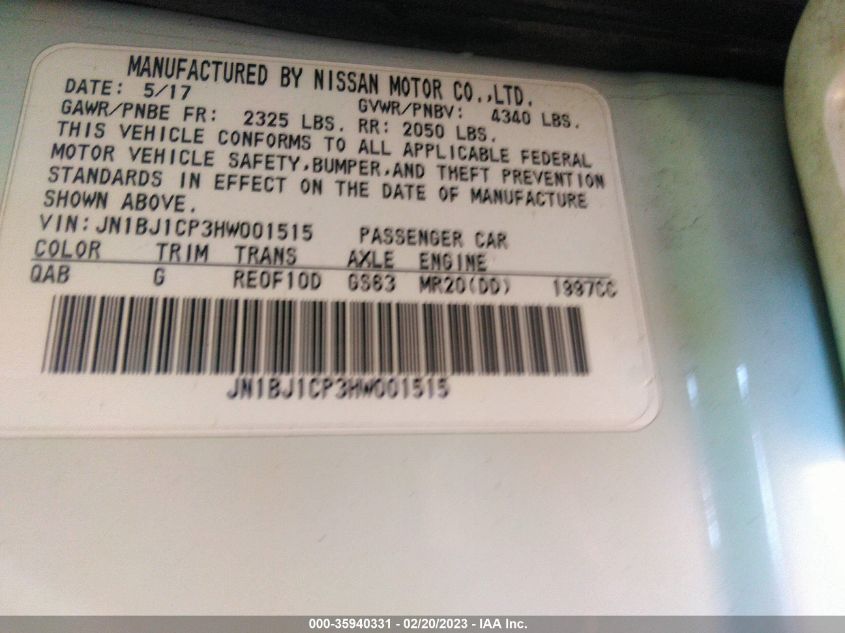 MANUFACTURED BY NISSAN MOTOR CO.,LTD.
DATE: 5/17 GVWR/PNBV: 4340 LBS.
GAWR/PNBE FR: 2325 LBS. RR: 2050 LBS.
THIS VEHICLE CONFORMS TO ALL APPLICABLE FEDERAL
MOTOR VEHICLE SAFETY,BUMPER,AND THEFT PREVENTION
STANDARDS IN EFFECT ON THE DATE OF MANUFACTURE
SHOWN ABOVE.
VIN:JN1BJ1CP3HW001515 PASSENGER CAR
COLOR TRIM TRANS AXLE ENGINE
QAB G RE0F10D GS63 MR20(DD) 1997CC
JN1BJ1CP3HW001515
000-35940331 - 02/20/2023 - IAA Inc.